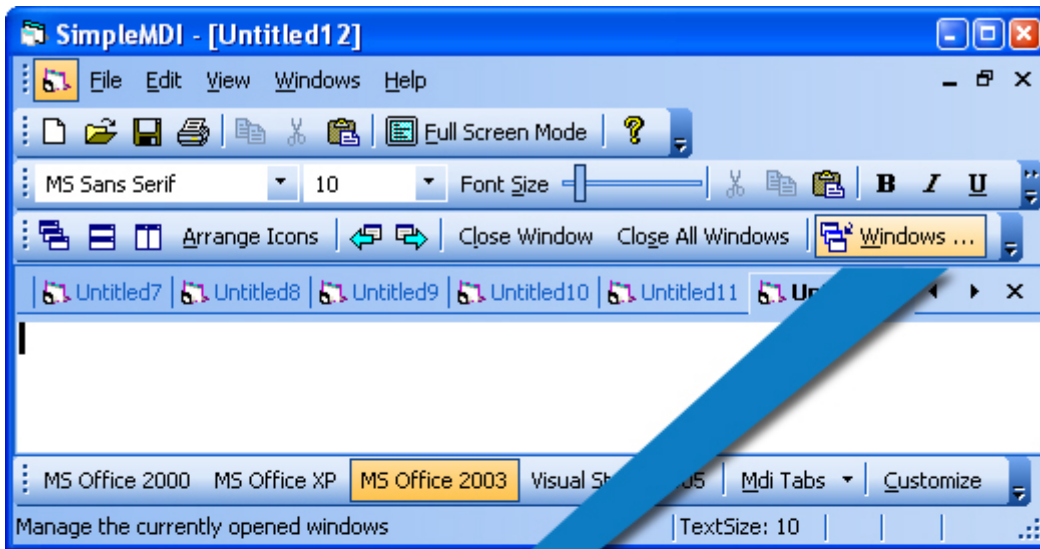 SimpleMDI - [Untitled12]
File Edit View Windows Help
Full Screen Mode
MS Sans Serif 10 Font Size B I U
Arrange Icons Close Window Close All Windows Windows ...
Untitled7 Untitled8 Untitled9 Untitled10 Untitled11
MS Office 2000 MS Office XP MS Office 2003 Visual Mdi Tabs Customize
Manage the currently opened windows TextSize: 10